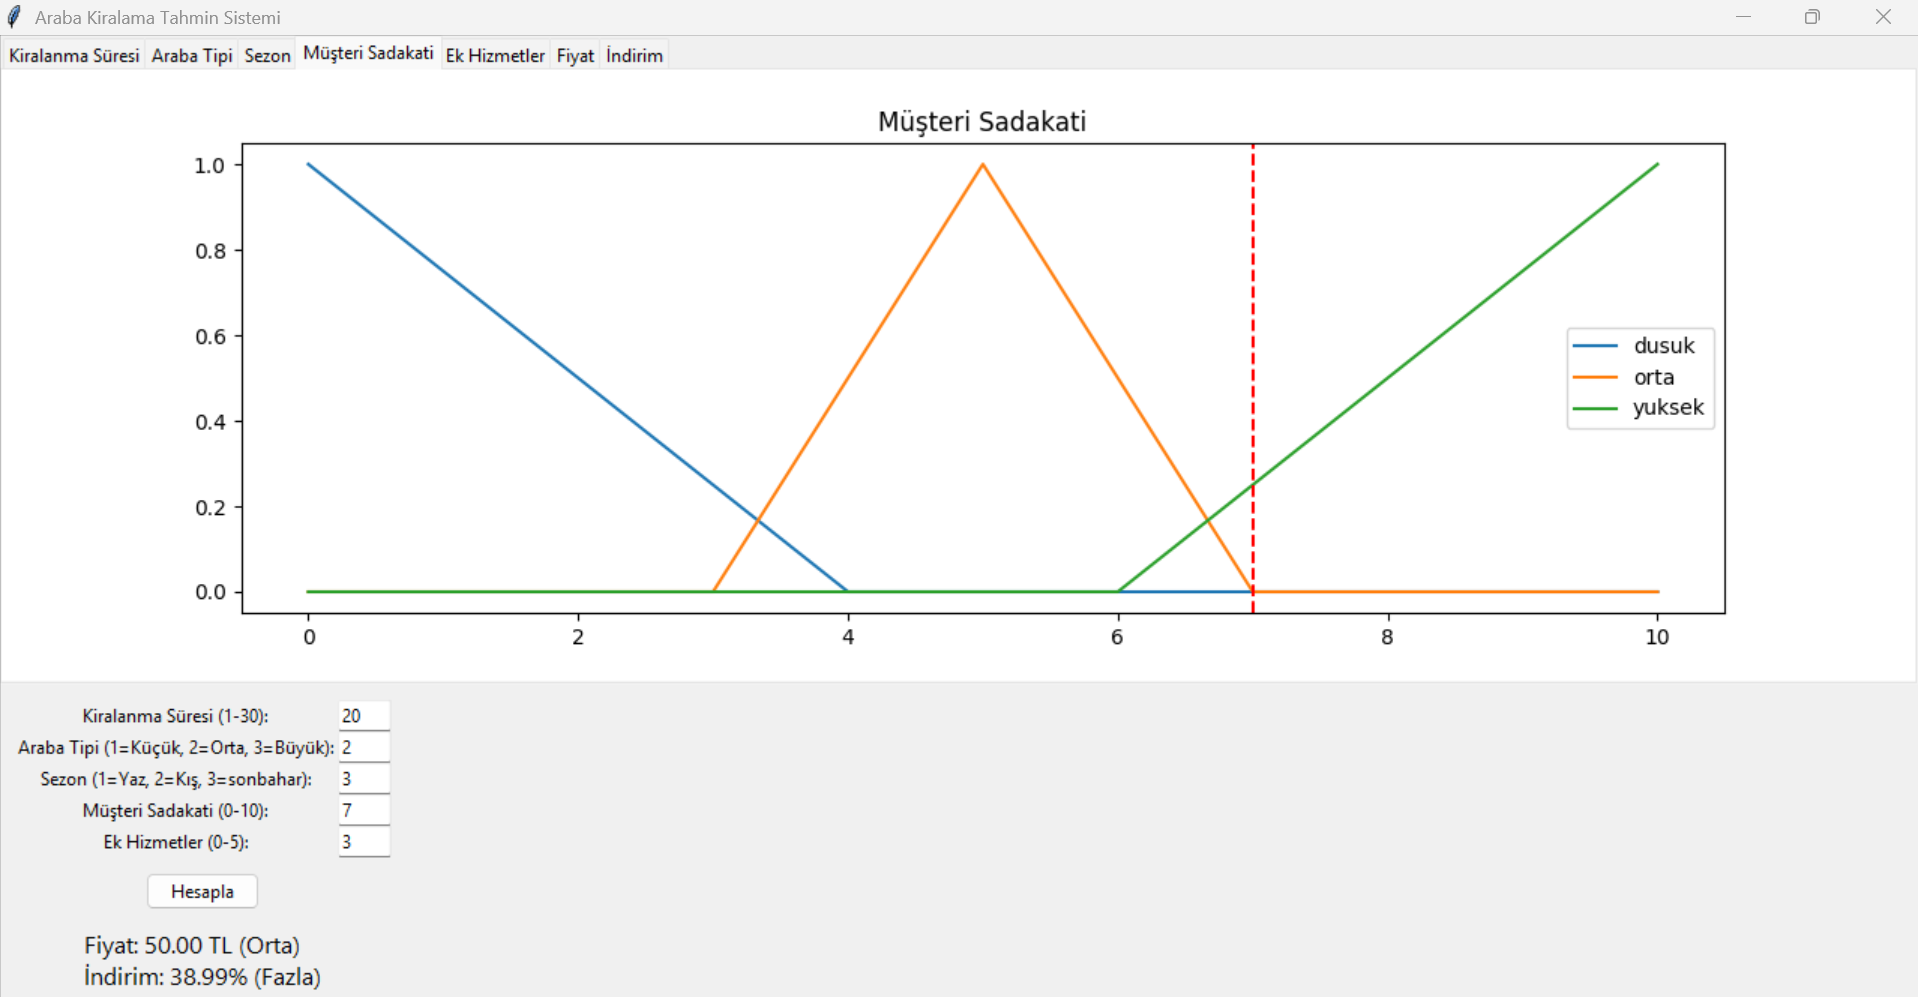 Araba Kiralama Tahmin Sistemi
Kiralanma Süresi Araba Tipi Sezon Müşteri Sadakati Ek Hizmetler Fiyat İndirim
Müşteri Sadakati
1.0
0.8
0.6
0.4
0.2
0.0
0 2 4 6 8 10
dusuk
orta
yuksek
Kiralanma Süresi (1-30): 20
Araba Tipi (1=Küçük, 2=Orta, 3=Büyük): 2
Sezon (1=Yaz, 2=Kış, 3=sonbahar): 3
Müşteri Sadakati (0-10): 7
Ek Hizmetler (0-5): 3
Hesapla
Fiyat: 50.00 TL (Orta)
İndirim: 38.99% (Fazla)